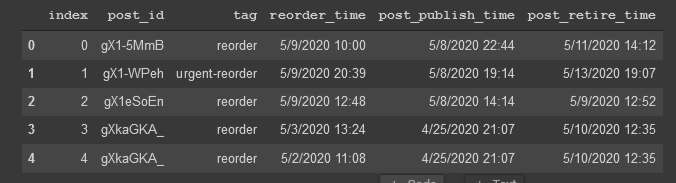 index post_id tag reorder_time post_publish_time post_retire_time
0 0 gX1-5MmB reorder 5/9/2020 10:00 5/8/2020 22:44 5/11/2020 14:12
1 1 gX1-WPeh urgent-reorder 5/9/2020 20:39 5/8/2020 19:14 5/13/2020 19:07
2 2 gX1eSoEn reorder 5/9/2020 12:48 5/8/2020 14:14 5/9/2020 12:52
3 3 gXkaGKA_ reorder 5/3/2020 13:24 4/25/2020 21:07 5/10/2020 12:35
4 4 gXkaGKA_ reorder 5/2/2020 11:08 4/25/2020 21:07 5/10/2020 12:35